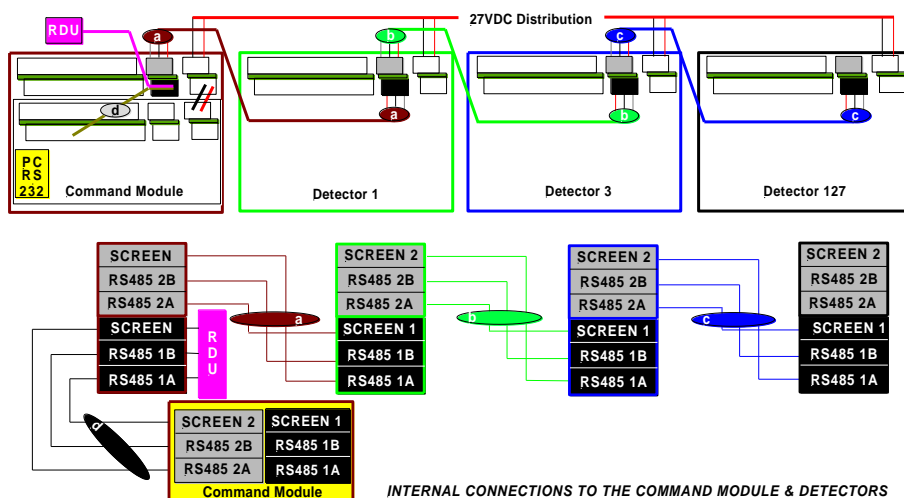 27VDC Distribution
RDU
a
b
c
d
a
b
c
PC
RS
232
Command Module
Detector 1
Detector 3
Detector 127
SCREEN
RS485 2B
RS485 2A
SCREEN
RS485 1B
RS485 1A
RDU
a
SCREEN 2
RS485 2B
RS485 2A
SCREEN 1
RS485 1B
RS485 1A
b
SCREEN 2
RS485 2B
RS485 2A
SCREEN 1
RS485 1B
RS485 1A
c
SCREEN 2
RS485 2B
RS485 2A
SCREEN 1
RS485 1B
RS485 1A
d
SCREEN 2
RS485 2B
RS485 2A
SCREEN 1
RS485 1B
RS485 1A
Command Module
INTERNAL CONNECTIONS TO THE COMMAND MODULE & DETECTORS